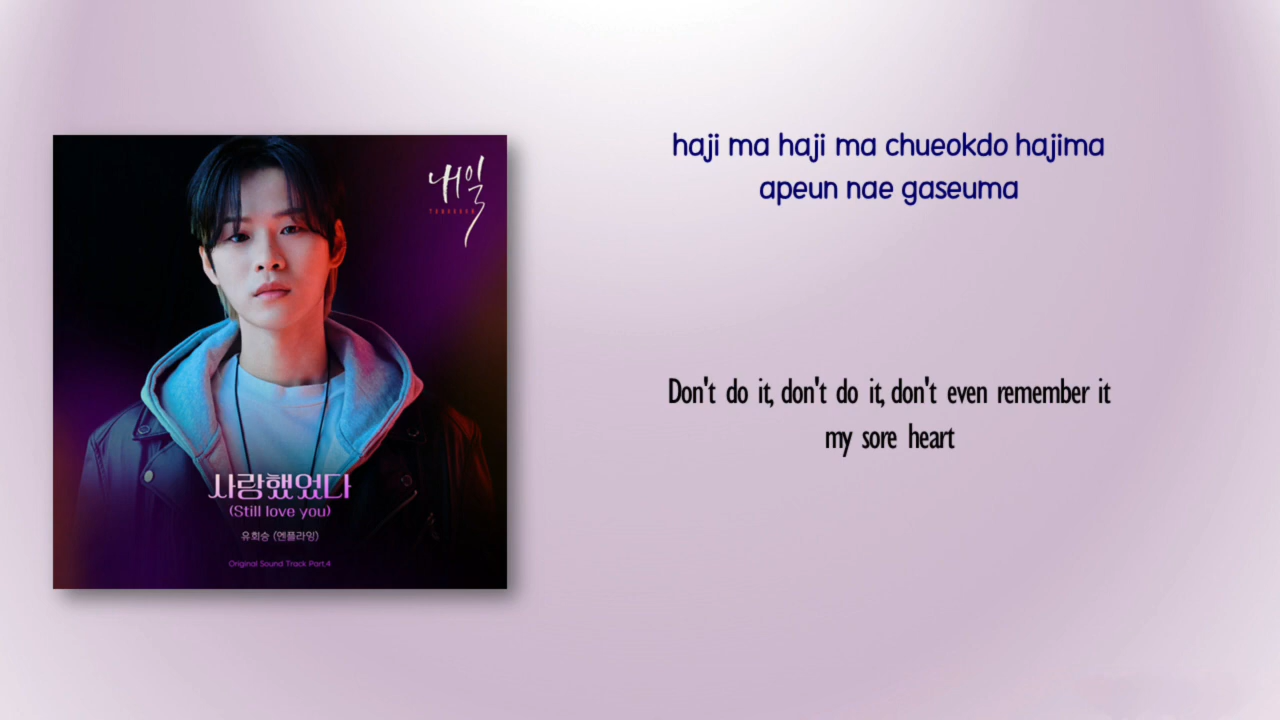 내일
TOMORROW
사랑했었다
(Still love you)
유회승 (엔플라잉)
Original Sound Track Part.4
haji ma haji ma chueokdo hajima
apeun nae gaseuma
Don't do it, don't do it, don't even remember it
my sore heart